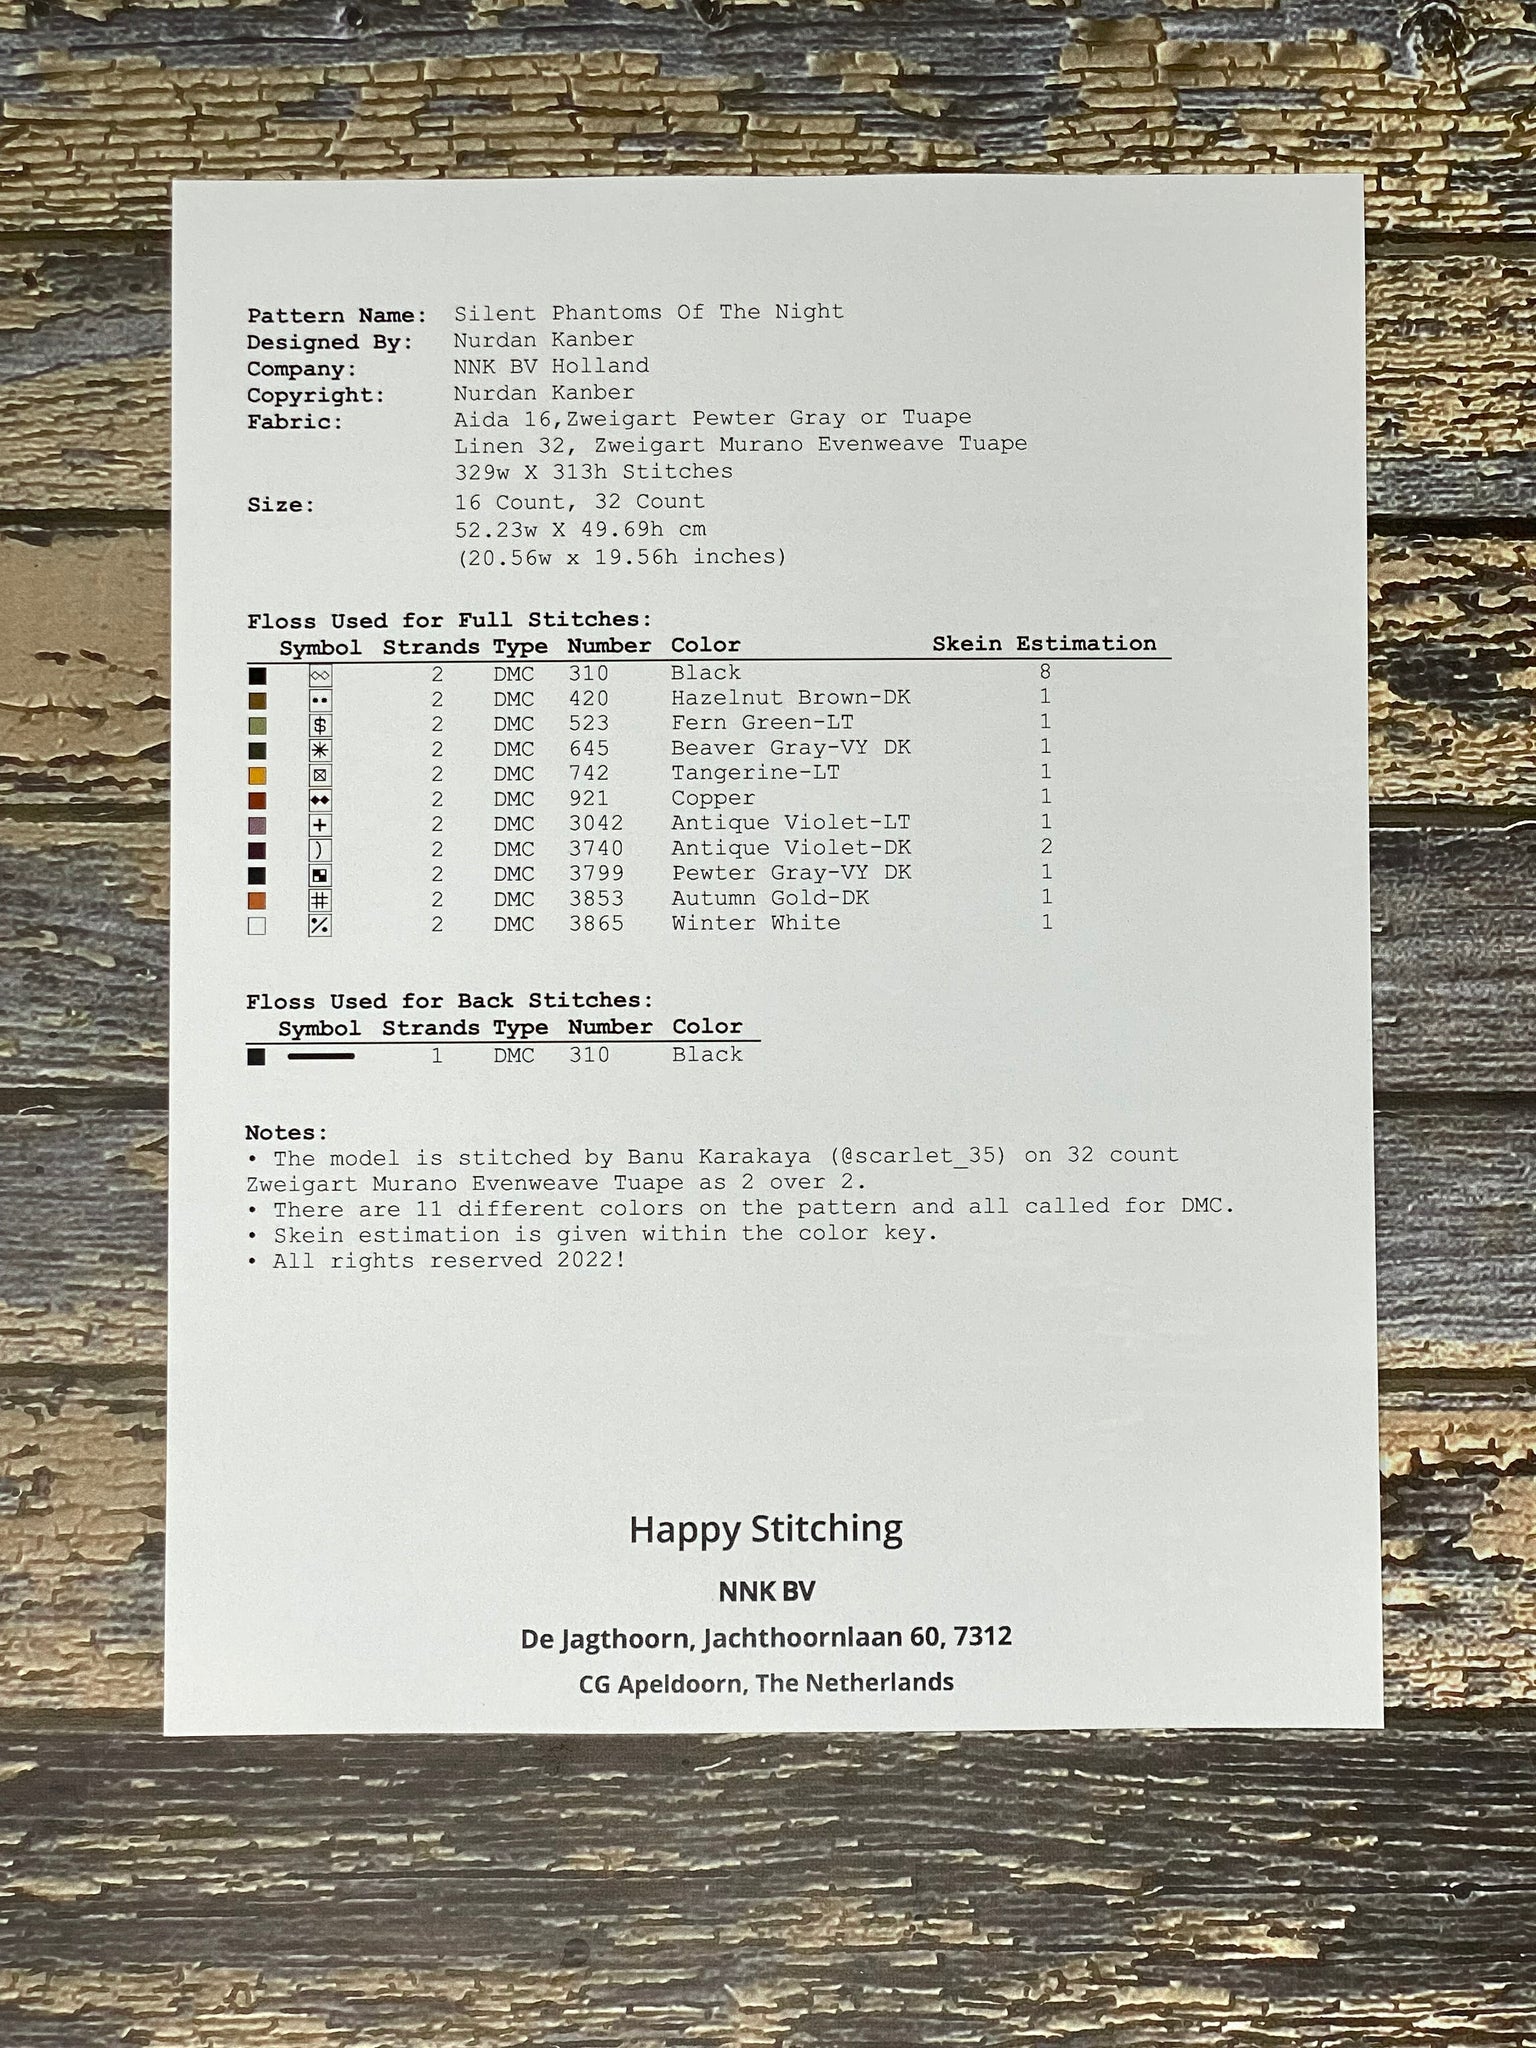 Pattern Name: Silent Phantoms Of The Night
Designed By: Nurdan Kanber
Company: NNK BV Holland
Copyright: Nurdan Kanber
Fabric: Aida 16,Zweigart Pewter Gray or Tuape
Linen 32, Zweigart Murano Evenweave Tuape
329w X 313h Stitches
Size: 16 Count, 32 Count
52.23w X 49.69h cm
(20.56w x 19.56h inches)
Floss Used for Full Stitches:
Symbol Strands Type Number Color Skein Estimation
2 DMC 310 Black 8
2 DMC 420 Hazelnut Brown-DK 1
$ 2 DMC 523 Fern Green-LT 1
2 DMC 645 Beaver Gray-VY DK 1
2 DMC 742 Tangerine-LT 1
2 DMC 921 Copper 1
+ 2 DMC 3042 Antique Violet-LT 1
) 2 DMC 3740 Antique Violet-DK 2
2 DMC 3799 Pewter Gray-VY DK 1
# 2 DMC 3853 Autumn Gold-DK 1
2 DMC 3865 Winter White 1
Floss Used for Back Stitches:
Symbol Strands Type Number Color
1 DMC 310 Black
Notes:
• The model is stitched by Banu Karakaya (@scarlet_35) on 32 count
Zweigart Murano Evenweave Tuape as 2 over 2.
• There are 11 different colors on the pattern and all called for DMC.
• Skein estimation is given within the color key.
• All rights reserved 2022!
Happy Stitching
NNK BV
De Jagthoorn, Jachthoornlaan 60, 7312
CG Apeldoorn, The Netherlands